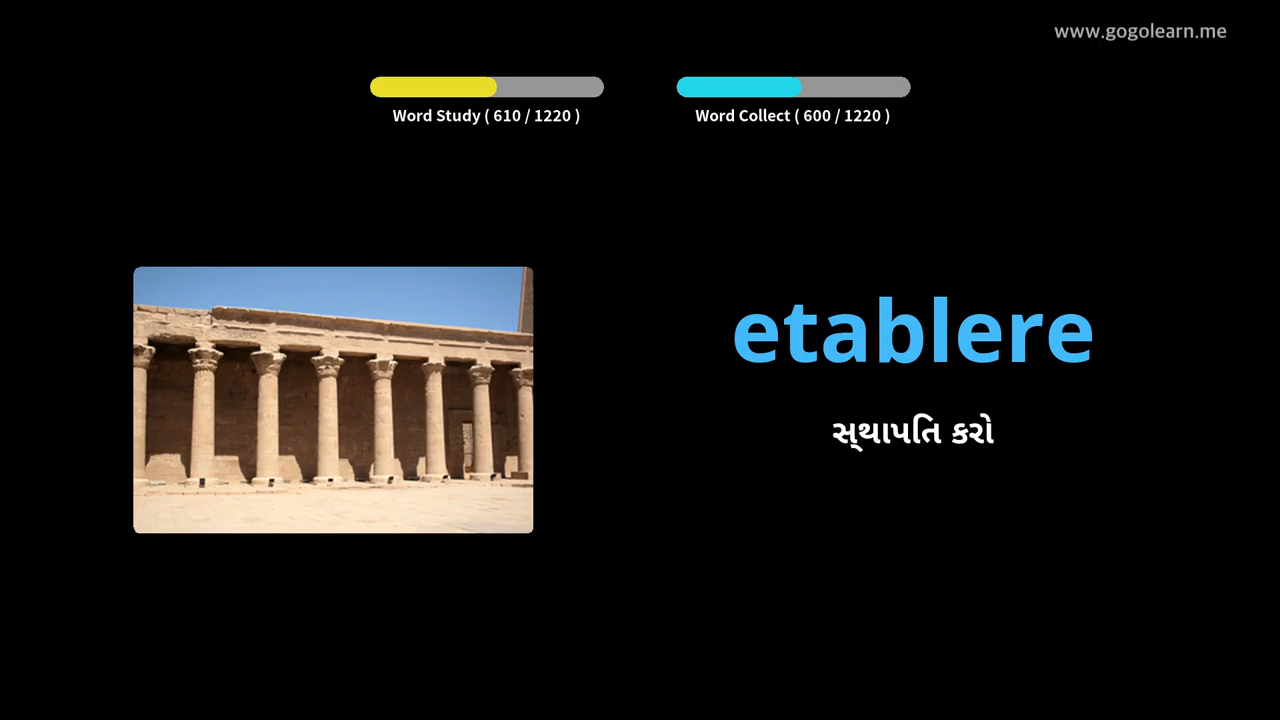 www.gogolearn.me
Word Study ( 610 / 1220 )
Word Collect ( 600 / 1220 )
etablere
સ્થાપતિ કરો